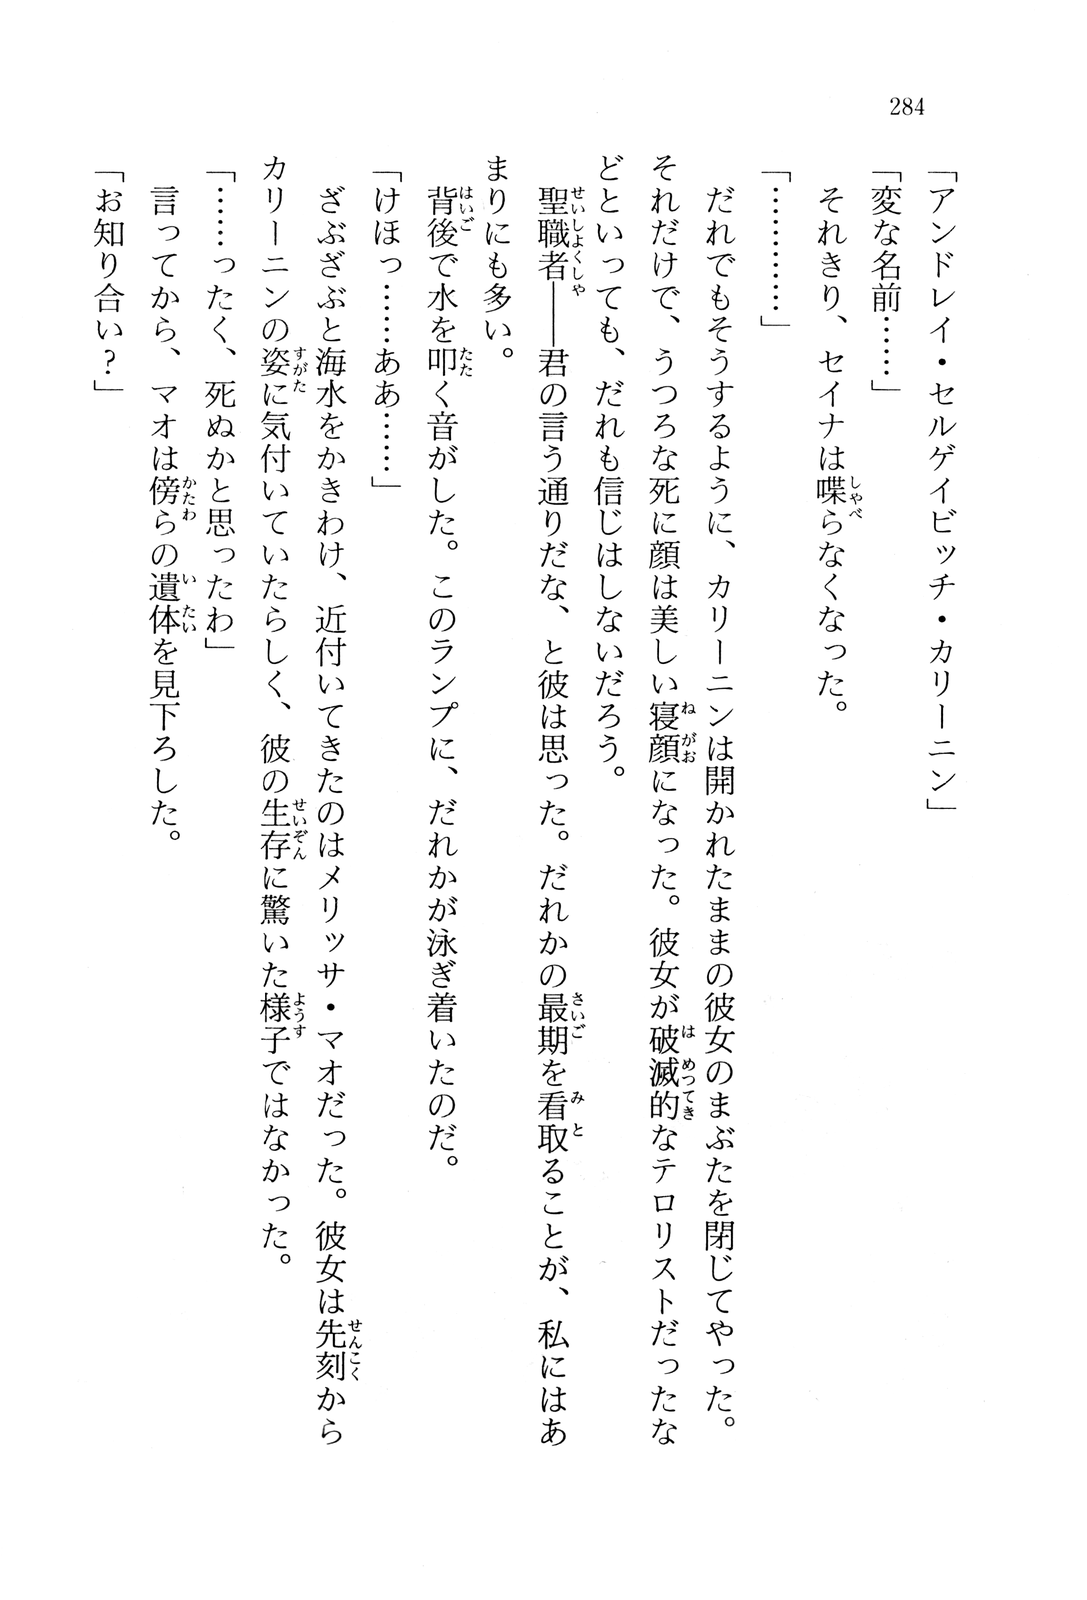 284
「アンドレイ・セルゲイビッチ・カリーニン」
「変な名前……」
それきり、セイナは喋らなくなった。
「…………」
だれでもそうするように、カリーニンは開かれたままの彼女のまぶたを閉じてやった。
それだけで、うつろな死に顔は美しい寝顔になった。彼女が破滅的なテロリストだったな
どといっても、だれも信じはしないだろう。
聖職者――君の言う通りだな、と彼は思った。だれかの最期を看取ることが、私にはあ
まりにも多い。
背後で水を叩く音がした。このランプに、だれかが泳ぎ着いたのだ。
「けほっ……ああ……」
ざぶざぶと海水をかきわけ、近付いてきたのはメリッサ・マオだった。彼女は先刻から
カリーニンの姿に気付いていたらしく、彼の生存に驚いた様子ではなかった。
「……ったく、死ぬかと思ったわ」
言ってから、マオは傍らの遺体を見下ろした。
「お知り合い？」